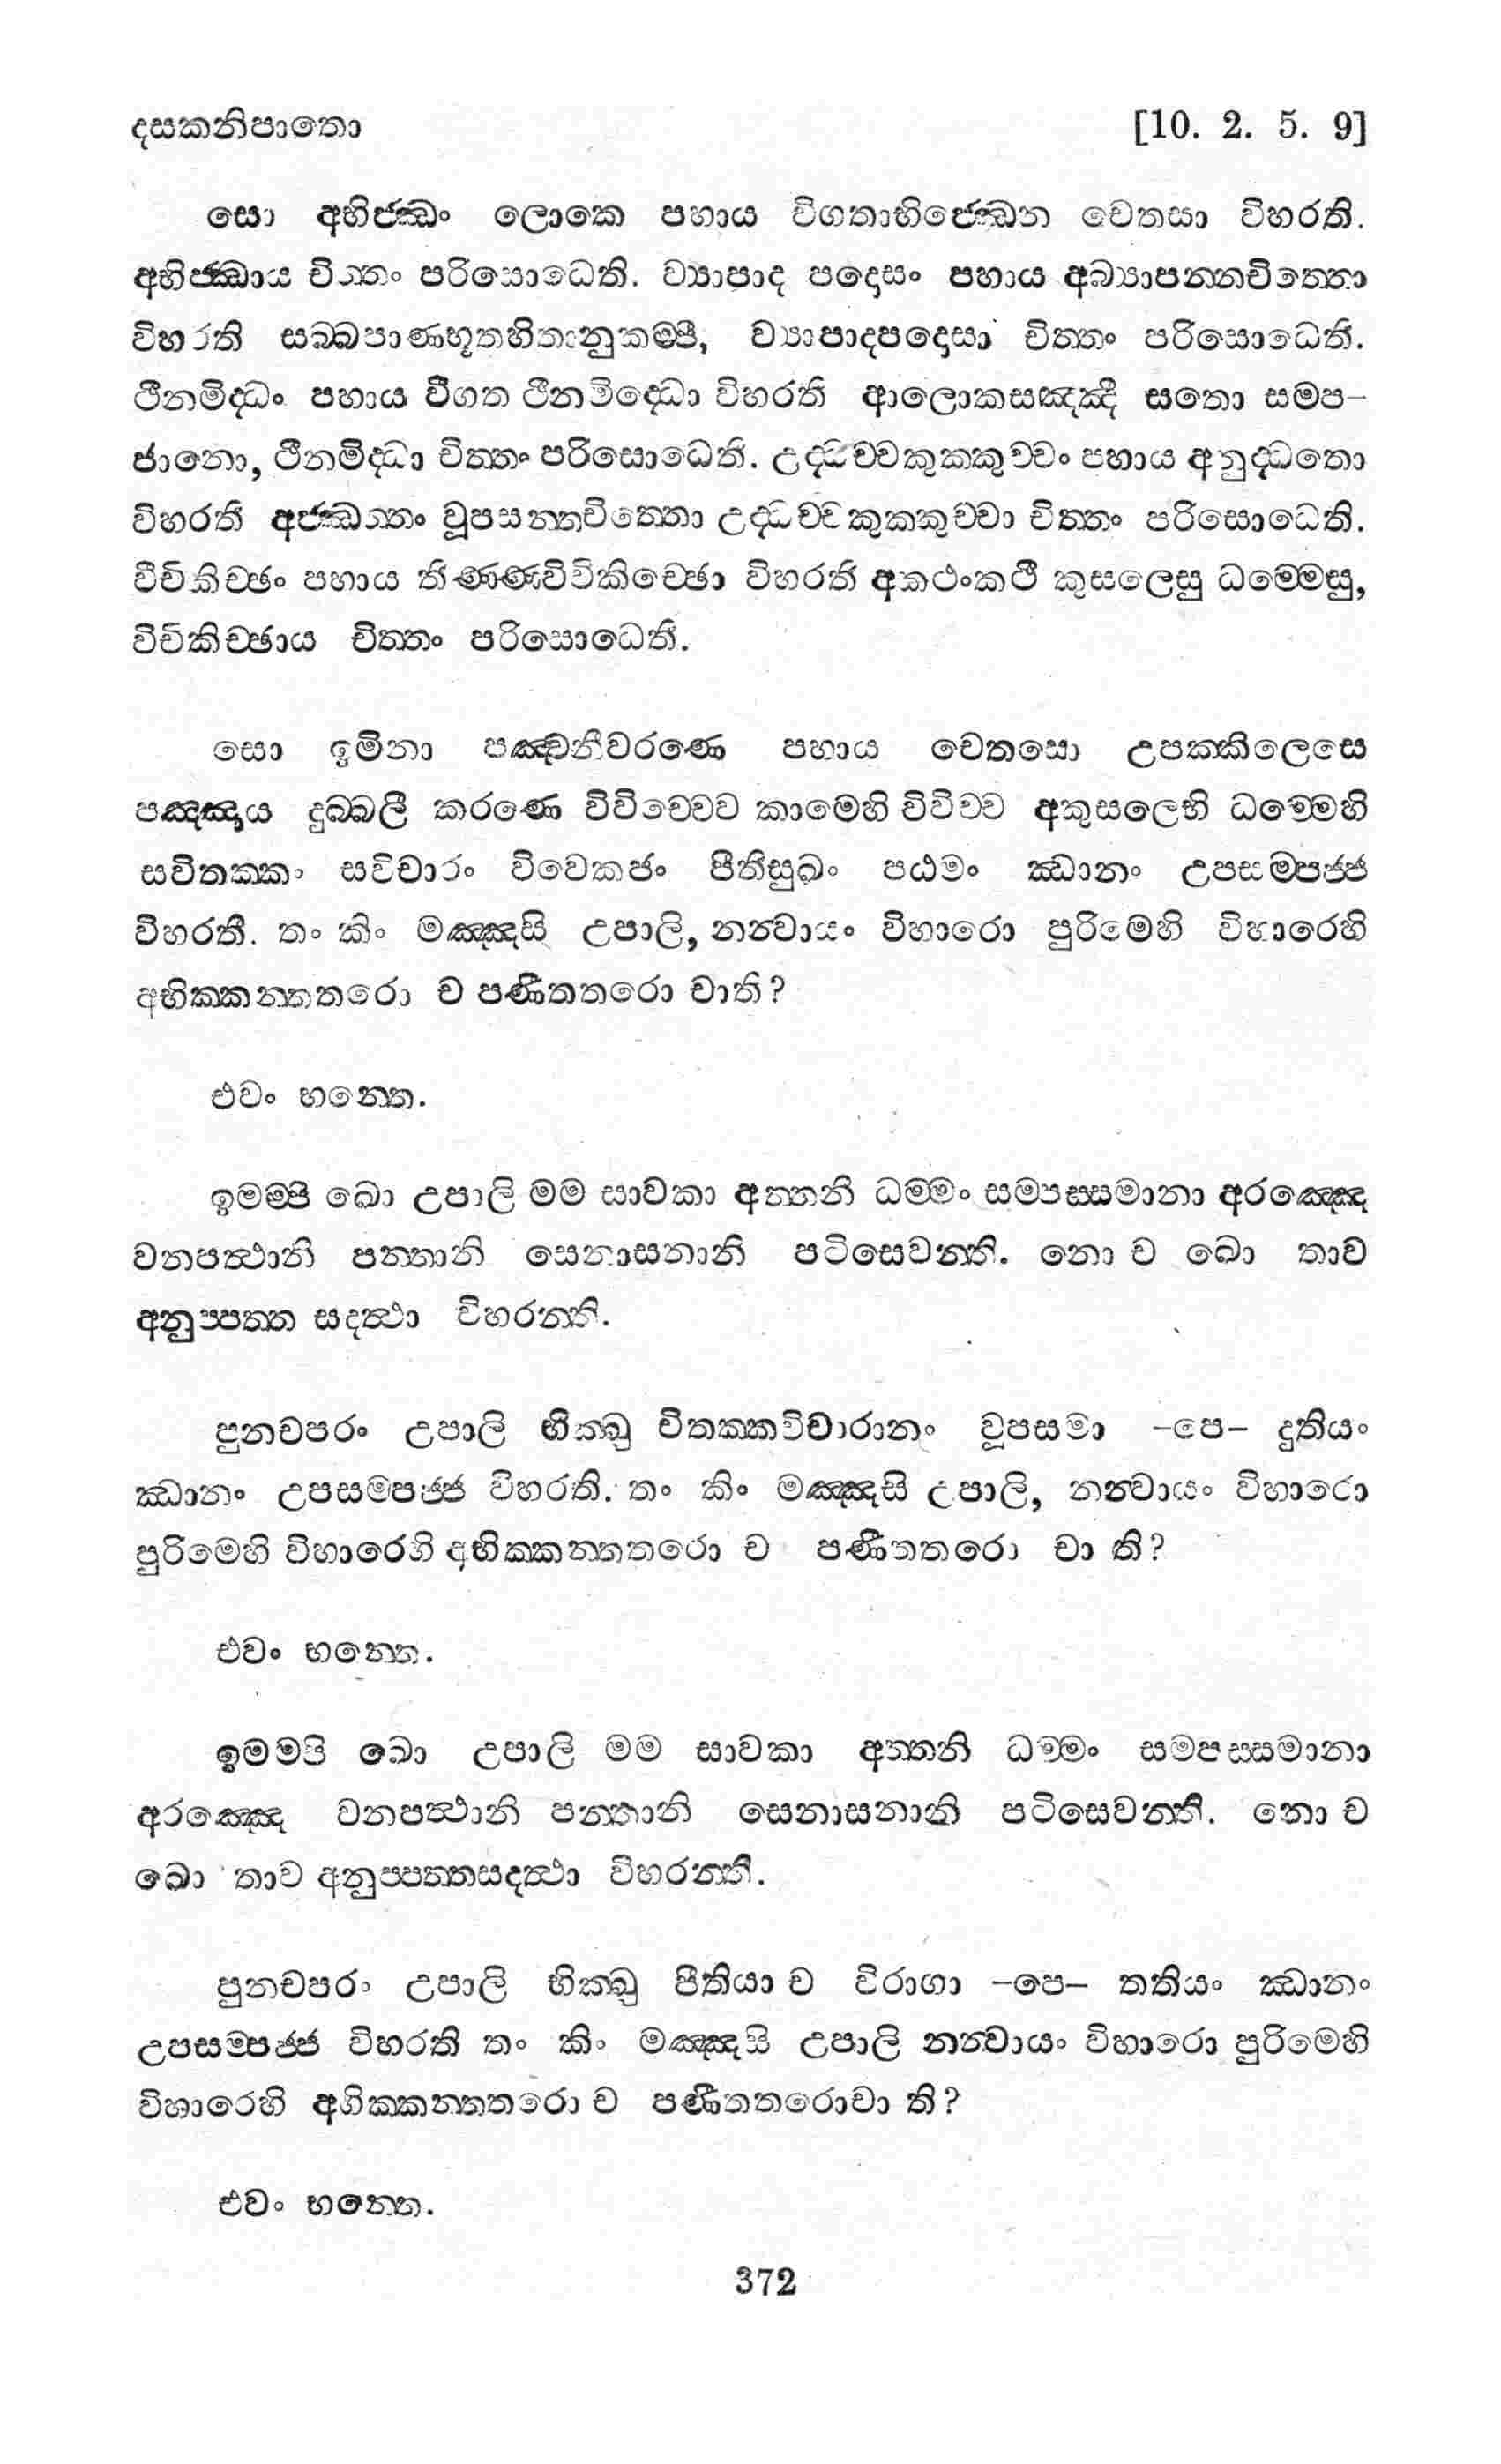 දසකනිපාතො [10. 2. 5. 9]
සො අභිජ්ඣං ලොකෙ පහාය විගතාභිජ්ඣෙන චෙතසා විහරති.
අභිජ්ඣාය චිත්තං පරිසොධෙති. ව්‍යාපාද පදොසං පහාය අබ්‍යාපන්නචිත්තො
විහරති සබ්බපාණභූතහිතානුකම්පී, ව්‍යාපාදපදොසා චිත්තං පරිසොධෙති.
ථීනමිද්ධං පහාය වීගත ථීනමිද්ධො විහරති ආලොකසඤ්ඤී සතො සම්ප-
ජානො, ථීනමිද්ධා චිත්තං පරිසොධෙති. උද්ධච්චකුක්කුච්චං පහාය අනුද්ධතො
විහරති අජ්ඣත්තං වූපසන්තචිත්තො උද්ධච්චකුක්කුච්චා චිත්තං පරිසොධෙති.
විචිකිච්ඡං පහාය තිණ්ණවිචිකිච්ඡො විහරති අකථංකථී කුසලෙසු ධම්මෙසු,
විචිකිච්ඡාය චිත්තං පරිසොධෙති.
සො ඉමිනා පඤ්චනීවරණෙ පහාය චෙතසො උපක්කිලෙසෙ
පඤ්ඤාය දුබ්බලී කරණෙ විවිච්චෙව කාමෙහි විවිච්ච අකුසලෙභි ධම්මෙහි
සවිතක්කං සවිචාරං විවෙකජං පීතිසුඛං පඨමං ඣානං උපසම්පජ්ජ
විහරති. තං කිං මඤ්ඤසි උපාලි, නන්වායං විහාරො පුරිමෙහි විහාරෙහි
අභික්කන්තතරො ච පණීතතරො චාති?
එවං භන්තෙ.
ඉමම්පි ඛො උපාලි මම සාවකා අත්තනි ධම්මං සම්පස්සමානා අරඤ්ඤෙ
වනපත්ථානි පන්තානි සෙනාසනානි පටිසෙවන්ති. නො ච ඛො තාව
අනුප්පත්ත සදත්ථා විහරන්ති.
පුනචපරං උපාලි භික්ඛු විතක්කවිචාරානං වූපසමා -පෙ- දුතියං
ඣානං උපසම්පජ්ජ විහරති. තං කිං මඤ්ඤසි උපාලි, නන්වායං විහාරො
පුරිමෙහි විහාරෙහි අභික්කන්තතරො ච පණීතතරො චා ති?
එවං භන්තෙ.
ඉමම්පි ඛො උපාලි මම සාවකා අත්තනි ධම්මං සම්පස්සමානා
අරඤ්ඤෙ වනපත්ථානි පන්තානි සෙනාසනානි පටිසෙවන්ති. නො ච
ඛො තාව අනුප්පත්තසදත්ථා විහරන්ති.
පුනචපරං උපාලි භික්ඛු පීතියා ච විරාගා -පෙ- තතියං ඣානං
උපසම්පජ්ජ විහරති තං කිං මඤ්ඤසි උපාලි නන්වායං විහාරො පුරිමෙහි
විහාරෙහි අභික්කන්තතරො ච පණීතතරොචා ති?
එවං භන්තෙ.
372